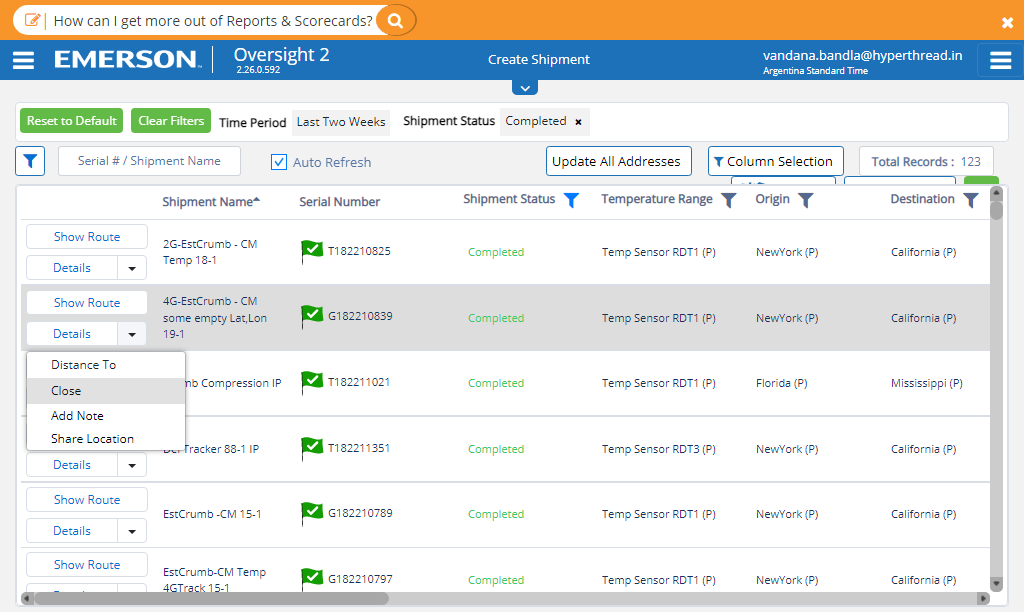 How can I get more out of Reports & Scorecards?
EMERSON
Oversight 2
2.26.0.592
Create Shipment
vandana.bandla@hyperthread.in
Argentina Standard Time
Reset to Default
Clear Filters
Time Period
Last Two Weeks
Shipment Status
Completed ×
Serial # / Shipment Name
Auto Refresh
Update All Addresses
Column Selection
Total Records : 123
Shipment Name
Serial Number
Shipment Status
Temperature Range
Origin
Destination
Show Route
Details
2G-EstCrumb - CM
Temp 18-1
T182210825
Completed
Temp Sensor RDT1 (P)
NewYork (P)
California (P)
Show Route
Details
4G-EstCrumb - CM
some empty Lat,Lon
19-1
G182210839
Completed
Temp Sensor RDT1 (P)
NewYork (P)
California (P)
Distance To
Close
Add Note
Share Location
Compression IP
T182211021
Completed
Temp Sensor RDT1 (P)
Florida (P)
Mississippi (P)
Details
Tracker 88-1 IP
T182211351
Completed
Temp Sensor RDT3 (P)
NewYork (P)
California (P)
Show Route
Details
EstCrumb -CM 15-1
G182210789
Completed
Temp Sensor RDT1 (P)
NewYork (P)
California (P)
Show Route
EstCrumb-CM Temp
4GTrack 15-1
G182210797
Completed
Temp Sensor RDT1 (P)
NewYork (P)
California (P)